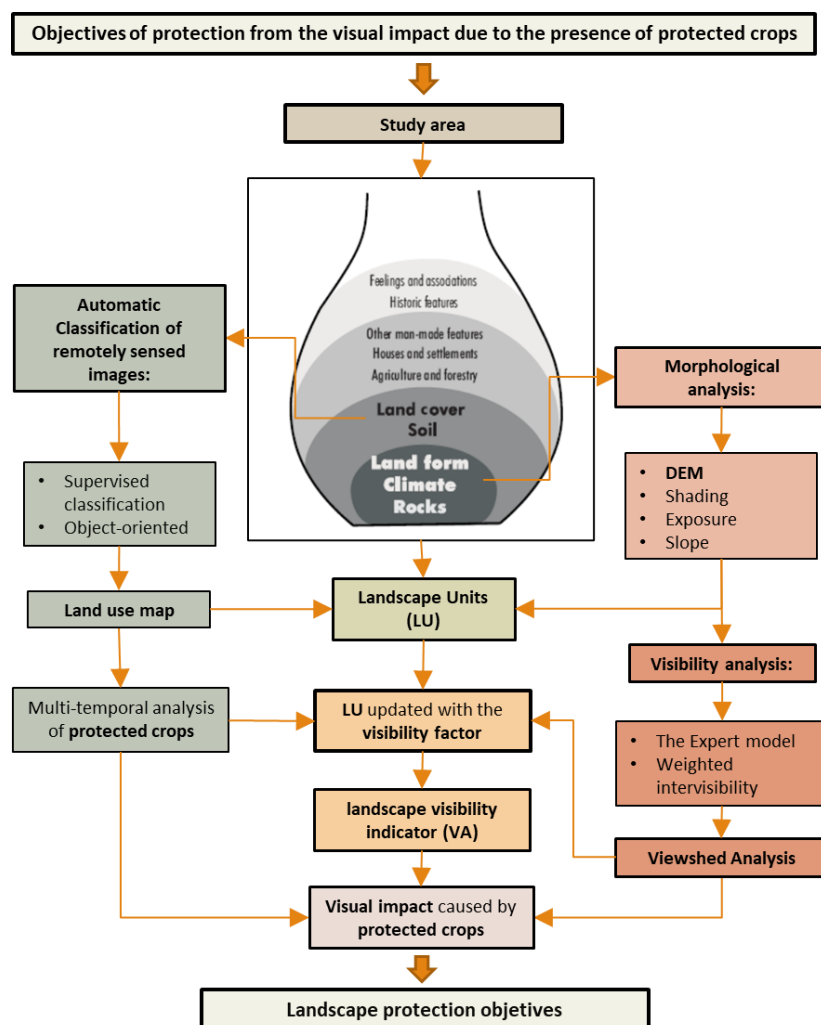 Objectives of protection from the visual impact due to the presence of protected crops
Study area
Feelings and associations
Historic features
Other man-made features
Houses and settlements
Agriculture and forestry
Land cover
Soil
Land form
Climate
Rocks
Automatic
Classification of
remotely sensed
images:
• Supervised
classification
• Object-oriented
Land use map
Multi-temporal analysis
of protected crops
Morphological
analysis:
• DEM
• Shading
• Exposure
• Slope
Landscape Units
(LU)
Visibility analysis:
LU updated with the
visibility factor
• The Expert model
• Weighted
intervisibility
landscape visibility
indicator (VA)
Viewshed Analysis
Visual impact caused by
protected crops
Landscape protection objetives